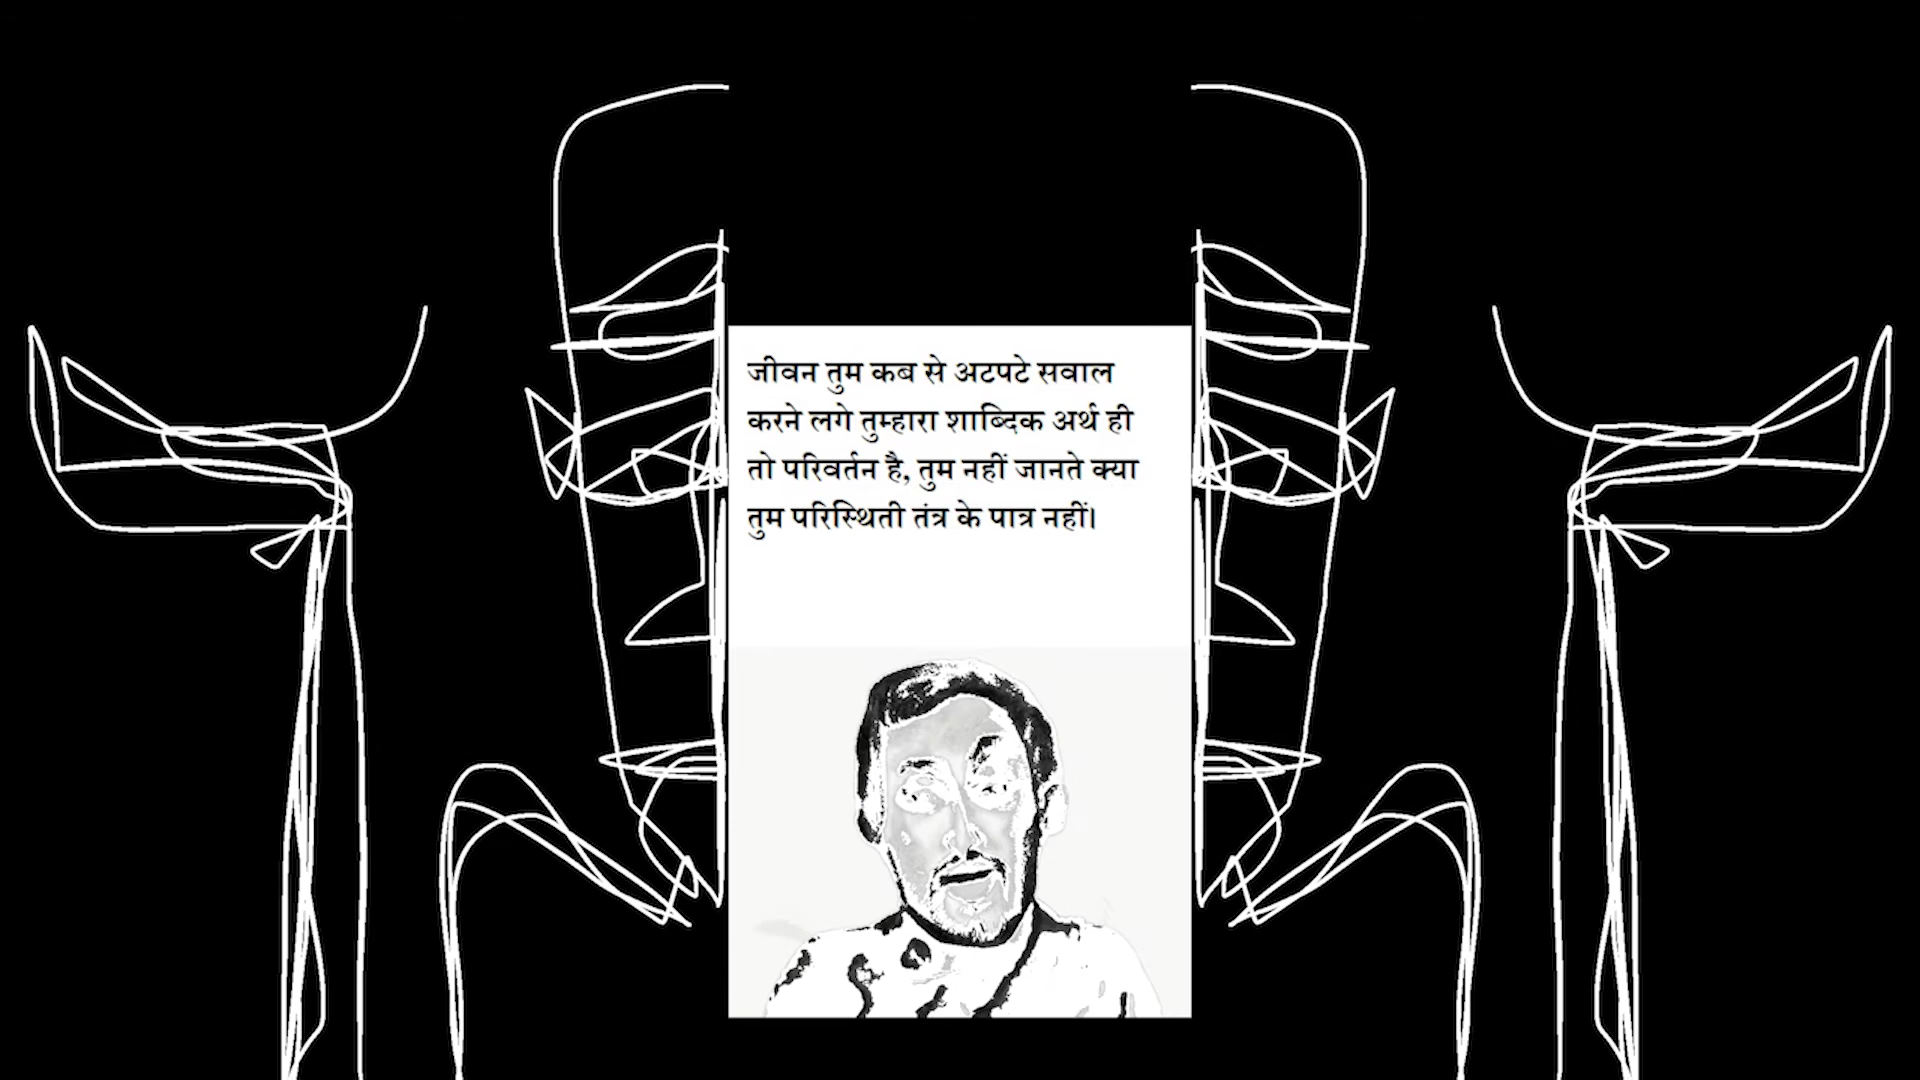 जीवन तुम कब से अटपटे सवाल
करने लगे तुम्हारा शाब्दिक अर्थ ही
तो परिवर्तन है, तुम नहीं जानते क्या
तुम परिस्थिती तंत्र के पात्र नहीं।